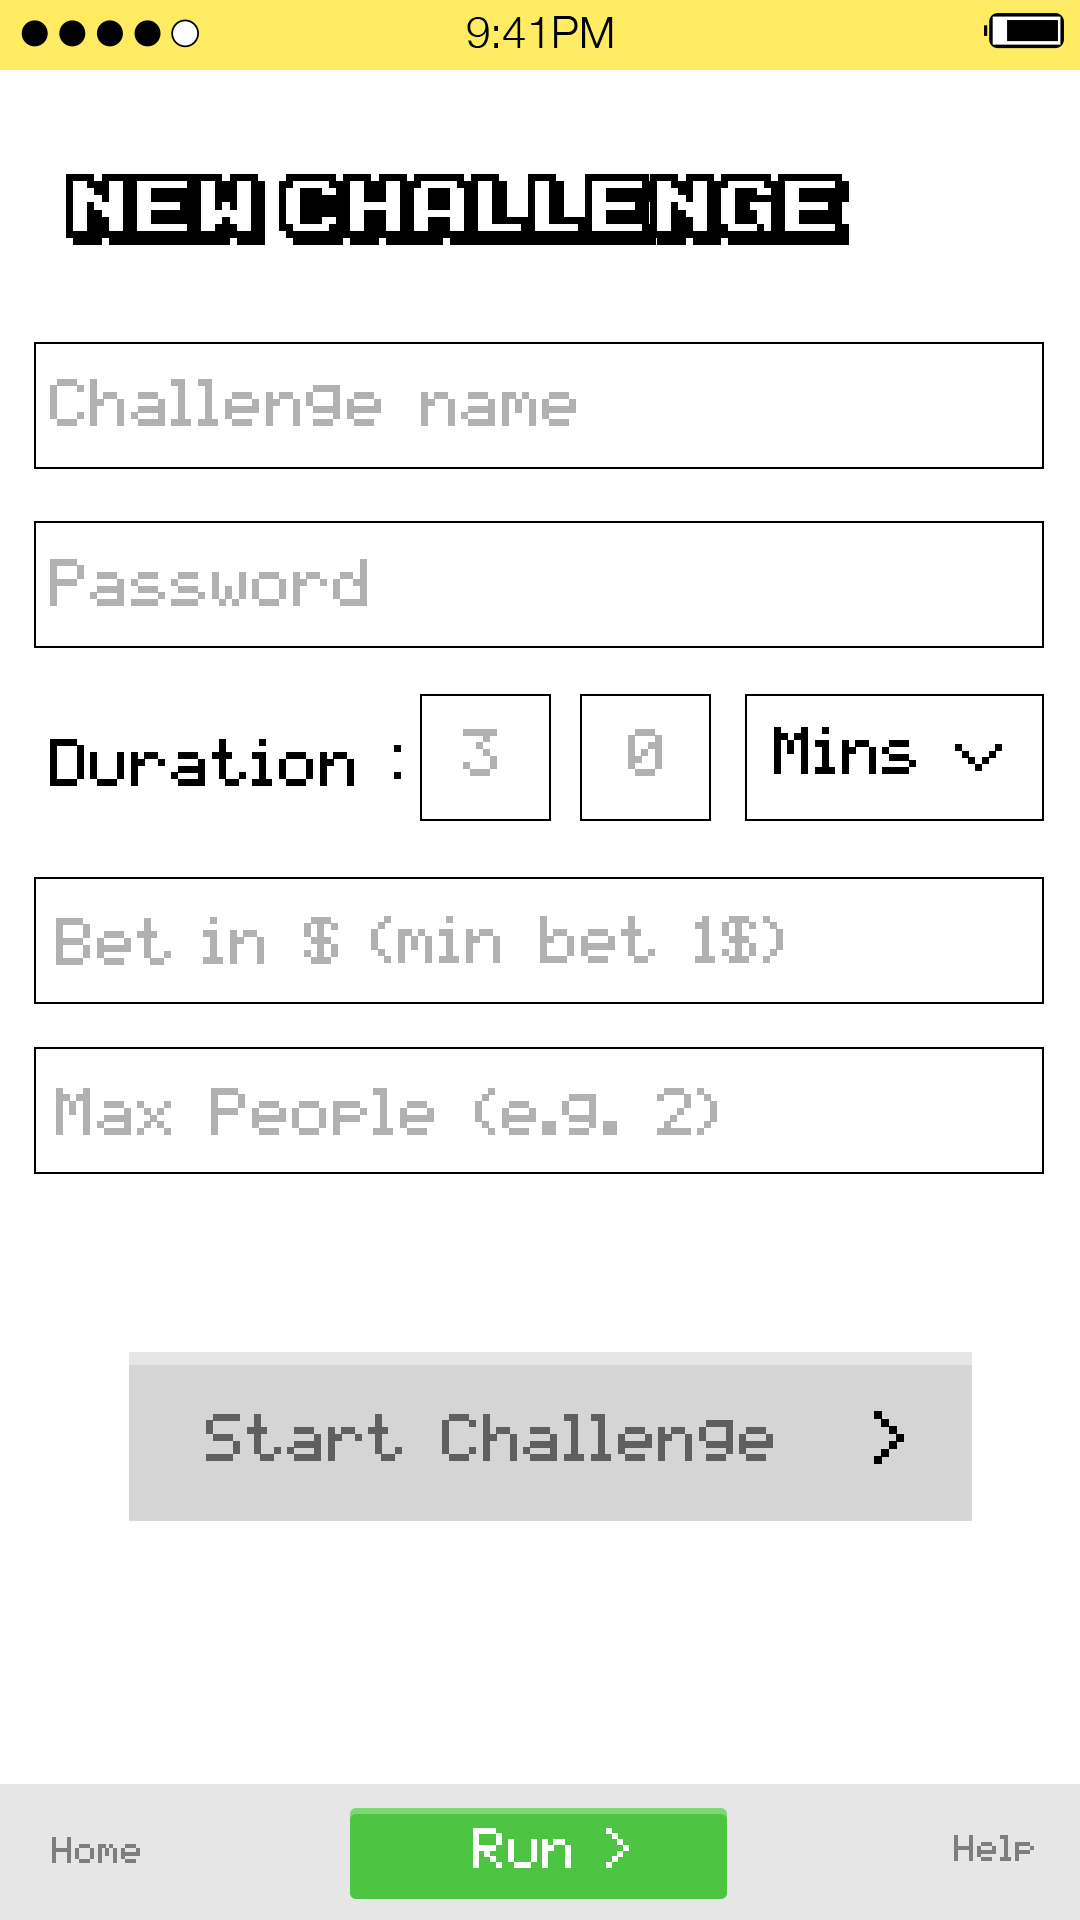 9:41PM
NEW CHALLENGE
Challenge name
Password
Duration : 3 0 Mins
Bet in $ (min bet 1$)
Max People (e.g. 2)
Start Challenge >
Home Run > Help